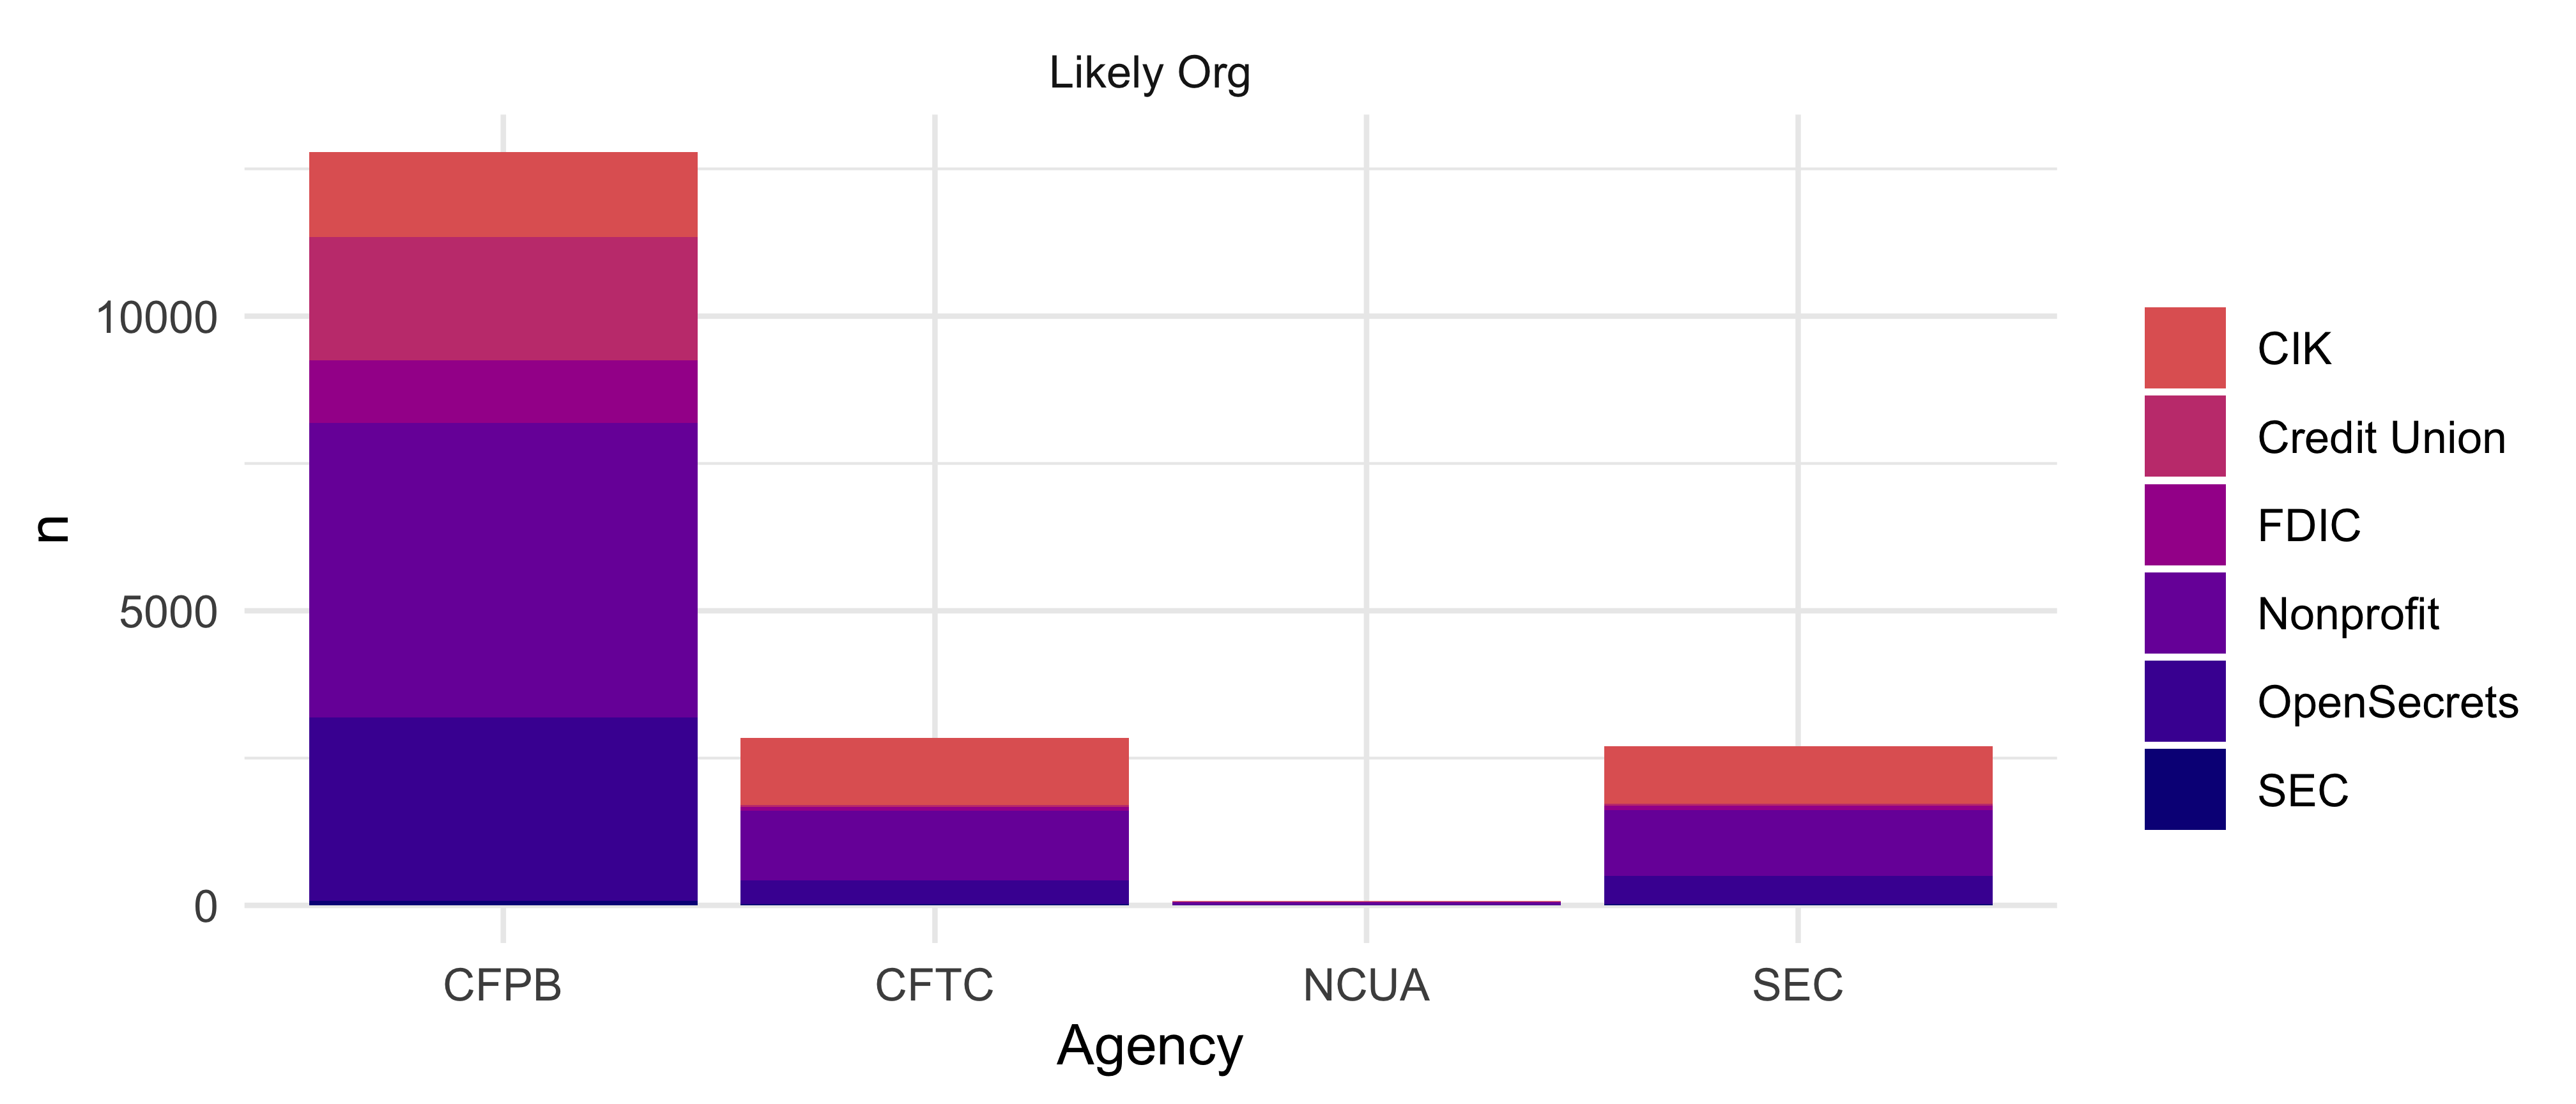 Likely Org
n
10000
5000
0
CFPB CFTC NCUA SEC
Agency
CIK
Credit Union
FDIC
Nonprofit
OpenSecrets
SEC